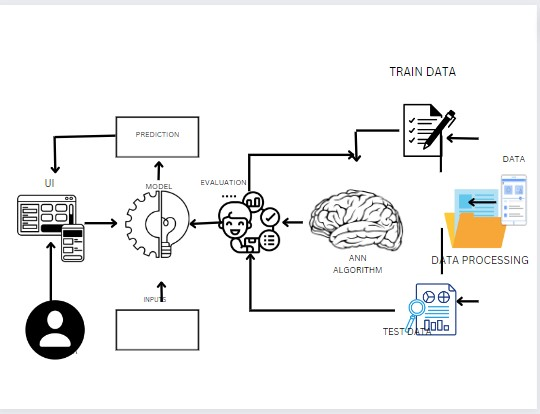 TRAIN DATA
PREDICTION
DATA
UI
MODEL
EVALUATION
ANN
ALGORITHM
DATA PROCESSING
INPUTS
TEST DATA